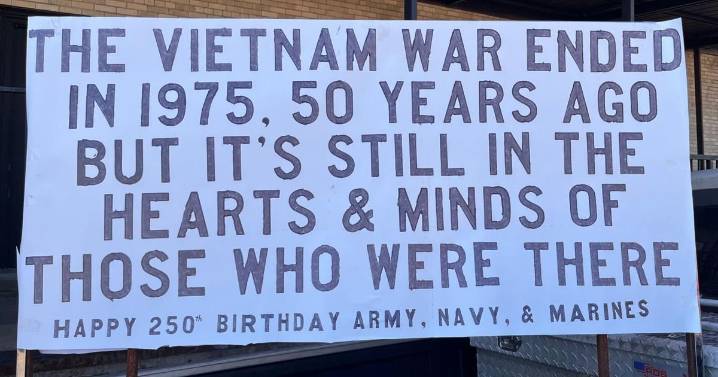 THE VIETNAM WAR ENDED
IN 1975, 50 YEARS AGO
BUT IT'S STILL IN THE
HEARTS & MINDS OF
THOSE WHO WERE THERE
HAPPY 250th BIRTHDAY ARMY, NAVY, & MARINES